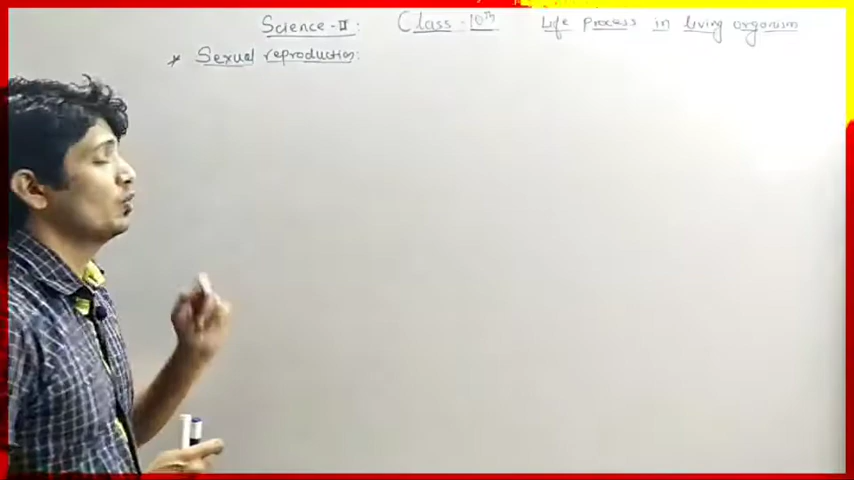 Science-II: Class-10th Life process in living organism
* Sexual reproduction: